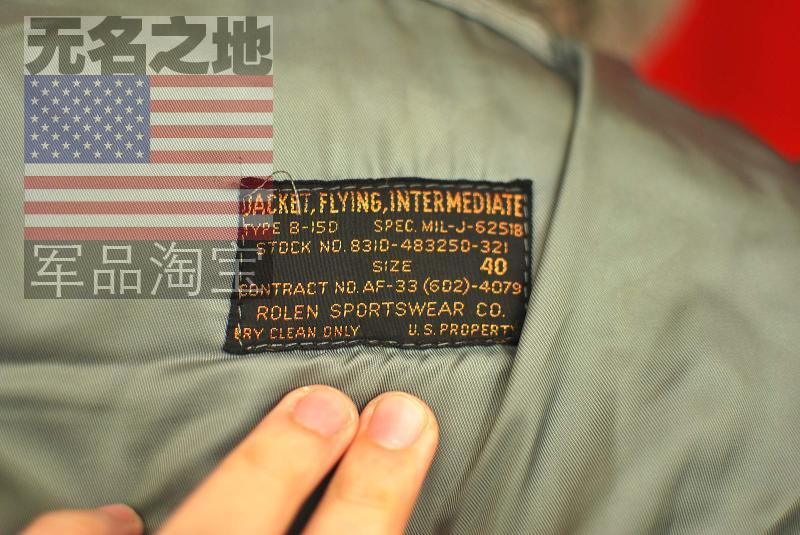 无名之地
军品淘宝
JACKET, FLYING, INTERMEDIATE
TYPE B-15D SPEC. MIL-J-6251B
STOCK NO. 8310-483250-321
SIZE 40
CONTRACT NO. AF-33 (602)-4079
ROLEN SPORTSWEAR CO.
DRY CLEAN ONLY U.S. PROPERTY